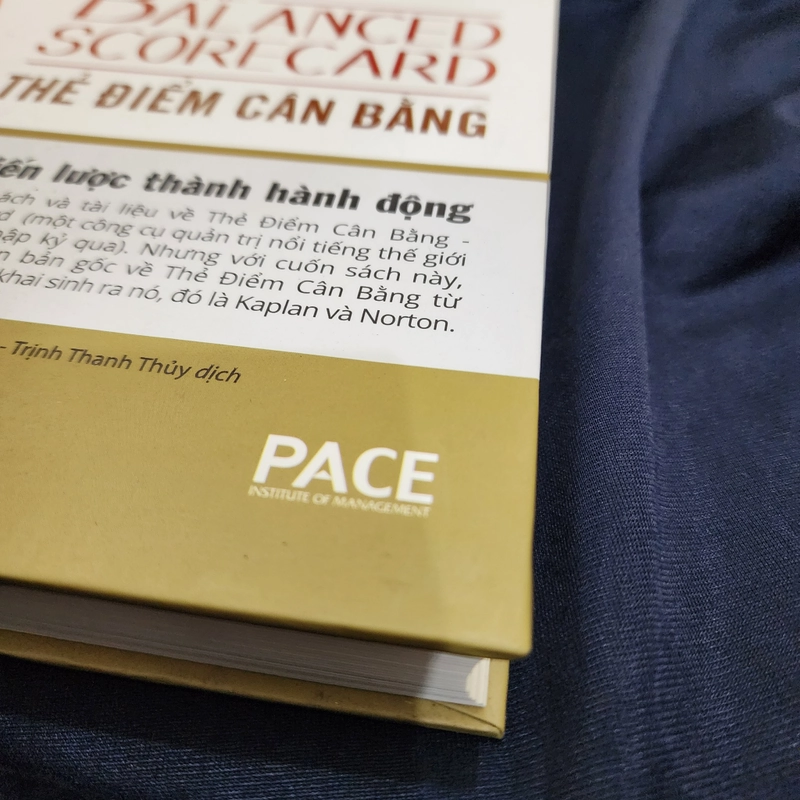 BALANCED
SCORECARD
THẺ ĐIỂM CÂN BẰNG
lược thành hành động
và tài liệu về Thẻ Điểm Cân Bằng -
(một công cụ quản trị nổi tiếng thế giới
kỷ qua). Nhưng với cuốn sách này,
bản gốc về Thẻ Điểm Cân Bằng từ
khai sinh ra nó, đó là Kaplan và Norton.
– Trịnh Thanh Thủy dịch
PACE
INSTITUTE OF MANAGEMENT